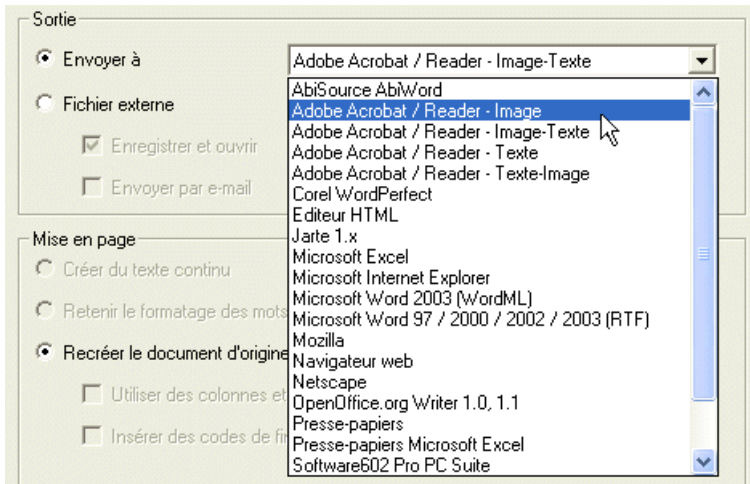 Sortie
Envoyer à
Adobe Acrobat / Reader - Image-Texte
AbiSource AbiWord
Adobe Acrobat / Reader - Image
Adobe Acrobat / Reader - Image-Texte
Adobe Acrobat / Reader - Texte
Adobe Acrobat / Reader - Texte-Image
Corel WordPerfect
Editeur HTML
Jarte 1.x
Microsoft Excel
Microsoft Internet Explorer
Microsoft Word 2003 (WordML)
Microsoft Word 97 / 2000 / 2002 / 2003 (RTF)
Mozilla
Navigateur web
Netscape
OpenOffice.org Writer 1.0, 1.1
Presse-papiers
Presse-papiers Microsoft Excel
Software602 Pro PC Suite
Fichier externe
Enregistrer et ouvrir
Envoyer par e-mail
Mise en page
Créer du texte continu
Retenir le formatage des mots
Recréer le document d'origine
Utiliser des colonnes et
Insérer des codes de